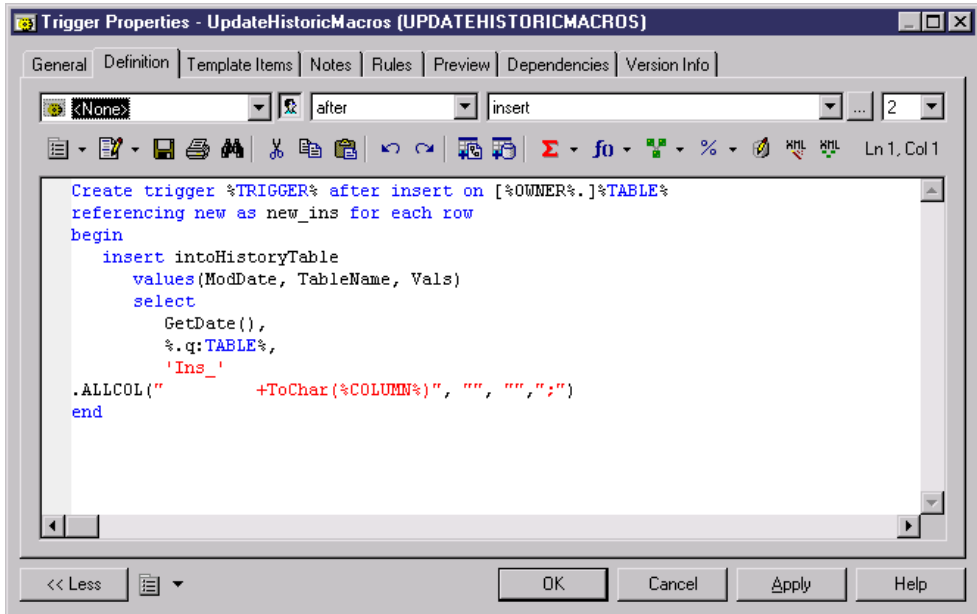 Trigger Properties - UpdateHistoricMacros (UPDATEHISTORICMACROS)
General Definition Template Items Notes Rules Preview Dependencies Version Info
<None> after insert ... 2
Σ f() % XML XML Ln 1, Col 1
Create trigger %TRIGGER% after insert on [%OWNER%.]%TABLE%
referencing new as new_ins for each row
begin
insert intoHistoryTable
values(ModDate, TableName, Vals)
select
GetDate(),
%.q:TABLE%,
'Ins_'
.ALLCOL("          +ToChar(%COLUMN%)", "", "",";")
end
<< Less OK Cancel Apply Help